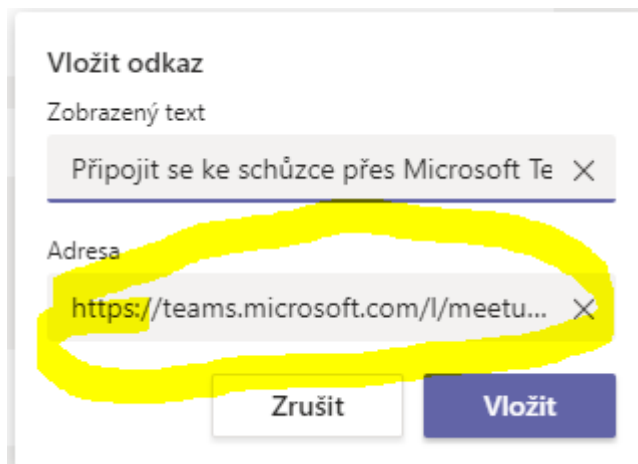 Vložit odkaz
Zobrazený text
Připojit se ke schůzce přes Microsoft Te
Adresa
https://teams.microsoft.com/l/meetu...
Zrušit Vložit